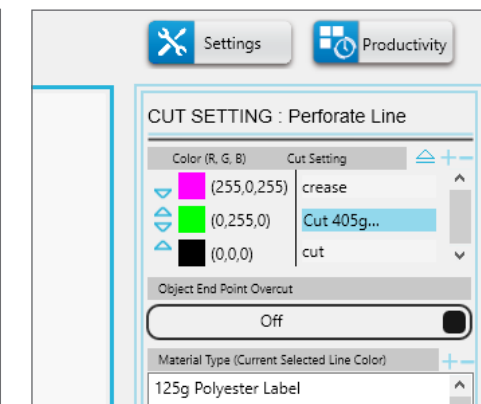 Settings
Productivity
CUT SETTING : Perforate Line
Color (R, G, B) Cut Setting
(255,0,255) crease
(0,255,0) Cut 405g...
(0,0,0) cut
Object End Point Overcut
Off
Material Type (Current Selected Line Color)
125g Polyester Label